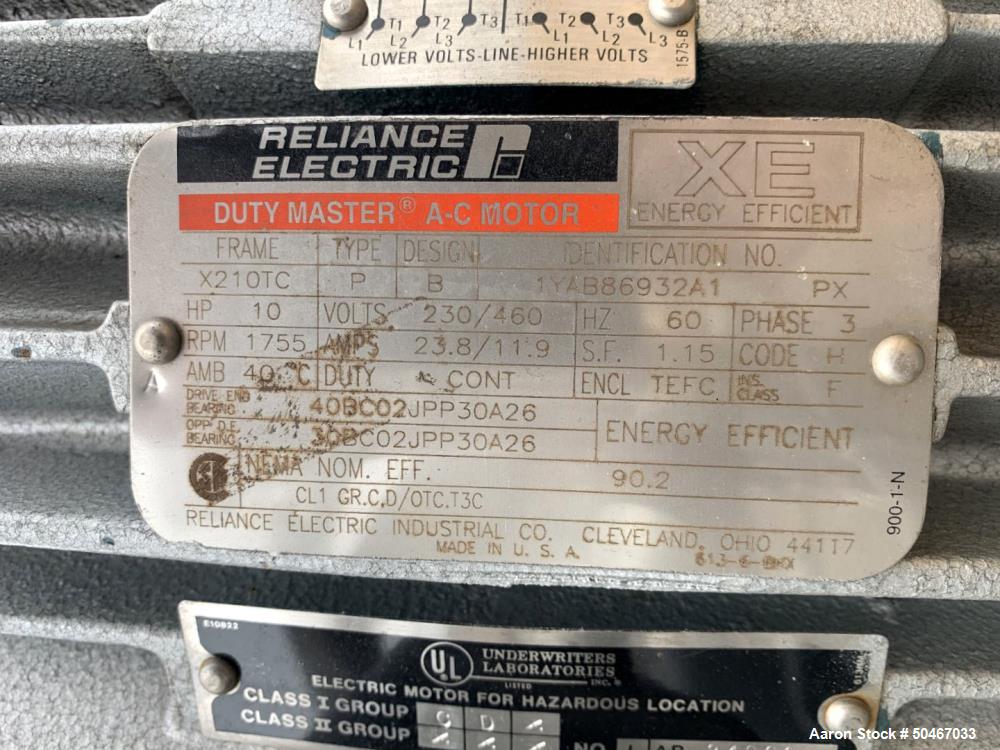 T1 T2 T3 T1 T2 T3
L1 L2 L3 L1 L2 L3
LOWER VOLTS-LINE-HIGHER VOLTS
1575-B
RELIANCE
ELECTRIC
XE
ENERGY EFFICIENT
DUTY MASTER® A-C MOTOR
FRAME TYPE DESIGN IDENTIFICATION NO.
X210TC P B 1YAB86932A1 PX
HP 10 VOLTS 230/460 HZ 60 PHASE 3
RPM 1755 AMPS 23.8/11.9 S.F. 1.15 CODE H
AMB 40°C DUTY CONT ENCL TEFC INS. CLASS F
DRIVE END BEARING 40BC02JPP30A26
OPP D.E. BEARING 30BC02JPP30A26
ENERGY EFFICIENT
NEMA NOM. EFF. 90.2
CL1 GR.C,D/OTC.T3C
RELIANCE ELECTRIC INDUSTRIAL CO. CLEVELAND, OHIO 44117
MADE IN U. S. A.
900-1-N
A
E10822
UL
UNDERWRITERS
LABORATORIES
INC.®
LISTED
ELECTRIC MOTOR FOR HAZARDOUS LOCATION
CLASS I GROUP C D
CLASS II GROUP
NO.
Aaron Stock # 50467033